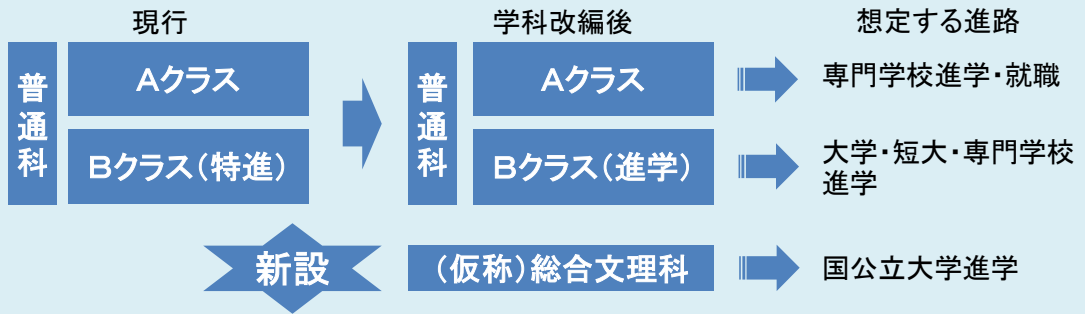 現行
学科改編後
想定する進路
普通科
Aクラス
Bクラス（特進）
普通科
Aクラス
Bクラス（進学）
専門学校進学・就職
大学・短大・専門学校
進学
新設
（仮称）総合文理科
国公立大学進学